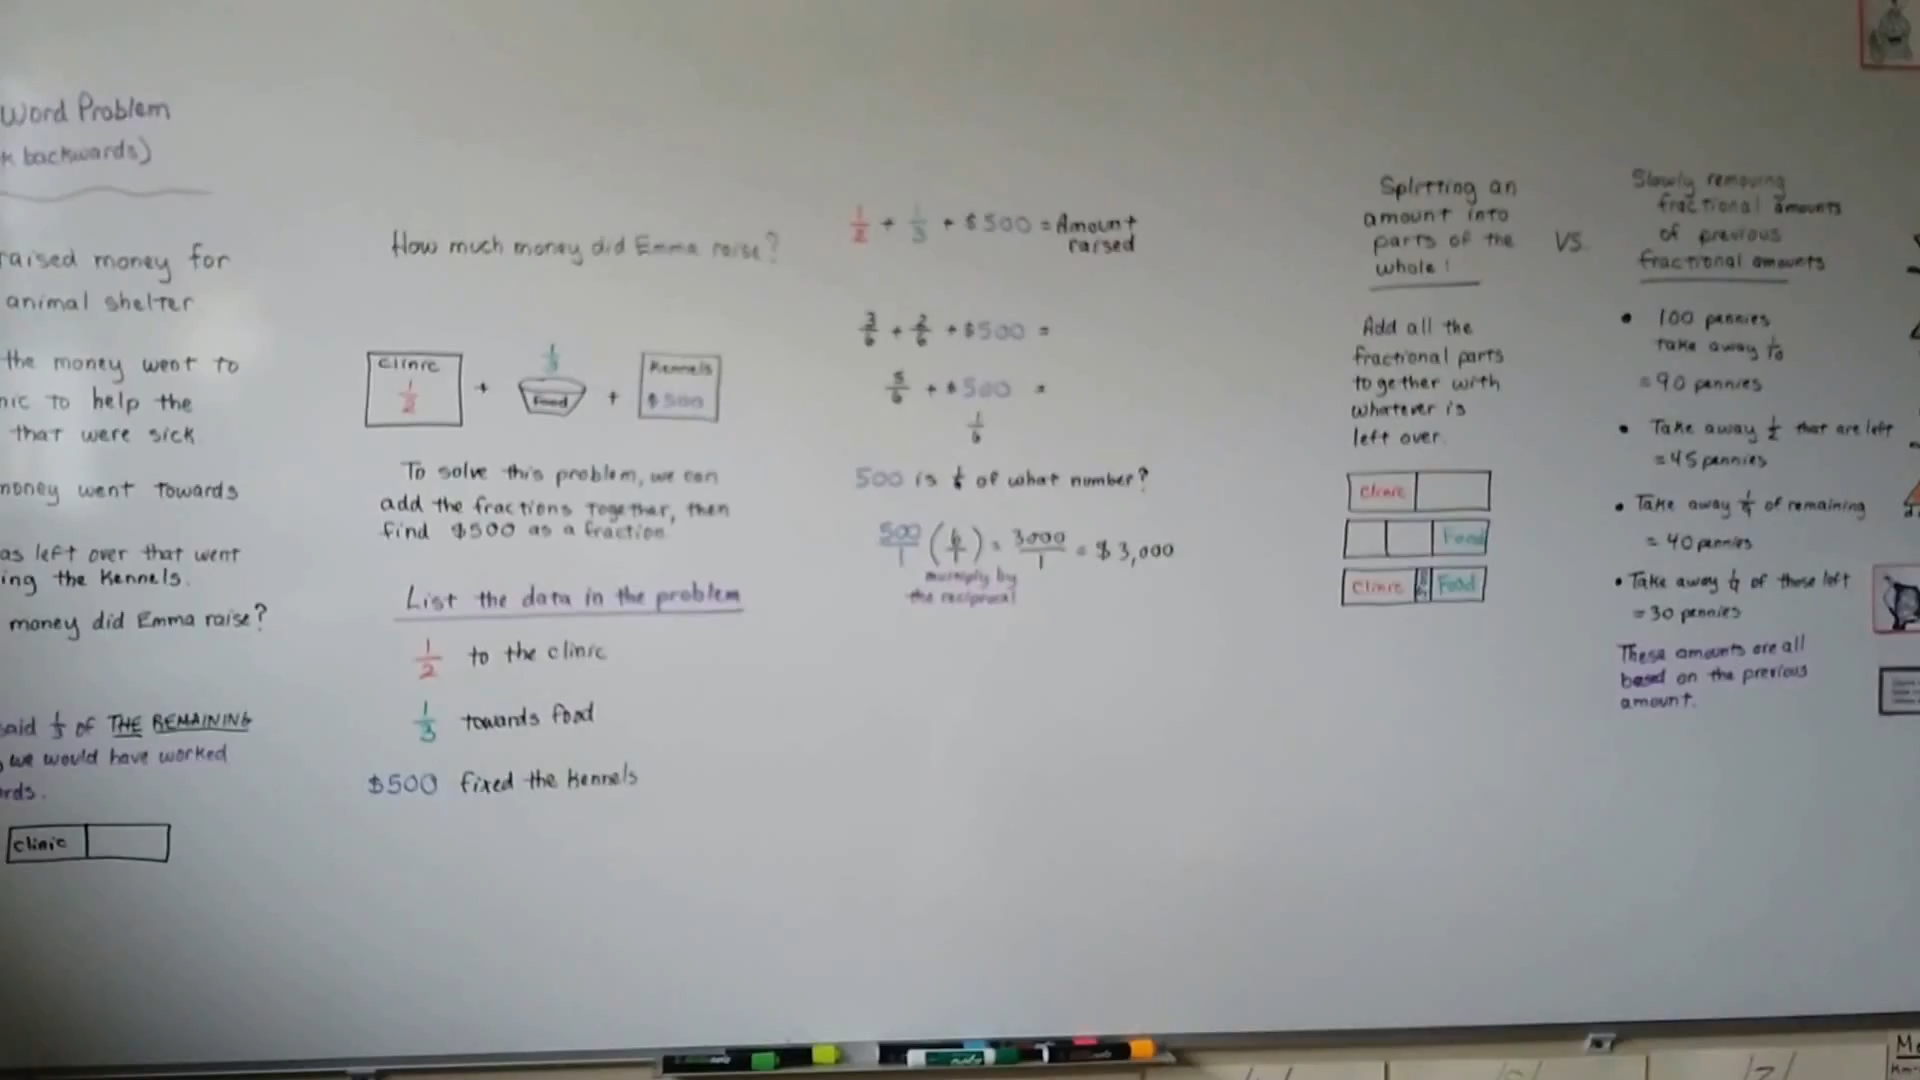 Word Problem
k backwards)
raised money for
animal shelter
the money went to
nic to help the
that were sick
money went towards
as left over that went
ing the Kennels.
money did Emma raise?
said 1/3 of THE REMAINING
we would have worked
rds.
clinic
How much money did Emma raise?
clinic
1/2
+
1/3
Food
+
Kennels
$500
To solve this problem, we can
add the fractions together, then
find $500 as a fraction.
List the data in the problem
1/2 to the clinic
1/3 towards food
$500 fixed the kennels
1/2 + 1/3 + $500 = Amount
raised
3/6 + 2/6 + $500 =
5/6 + $500 =
1/6
500 is 1/6 of what number?
500/1 (6/1) = 3000/1 = $3,000
multiply by
the reciprocal
Splitting an
amount into
parts of the
whole!
Add all the
fractional parts
together with
whatever is
left over.
clinic
Food
clinic
Food
VS.
Slowly removing
fractional amounts
of previous
fractional amounts
• 100 pennies
take away 1/10
= 90 pennies
• Take away 1/2 that are left
= 45 pennies
• Take away of remaining
= 40 pennies
• Take away 1/4 of those left
= 30 pennies
These amounts are all
based on the previous
amount.